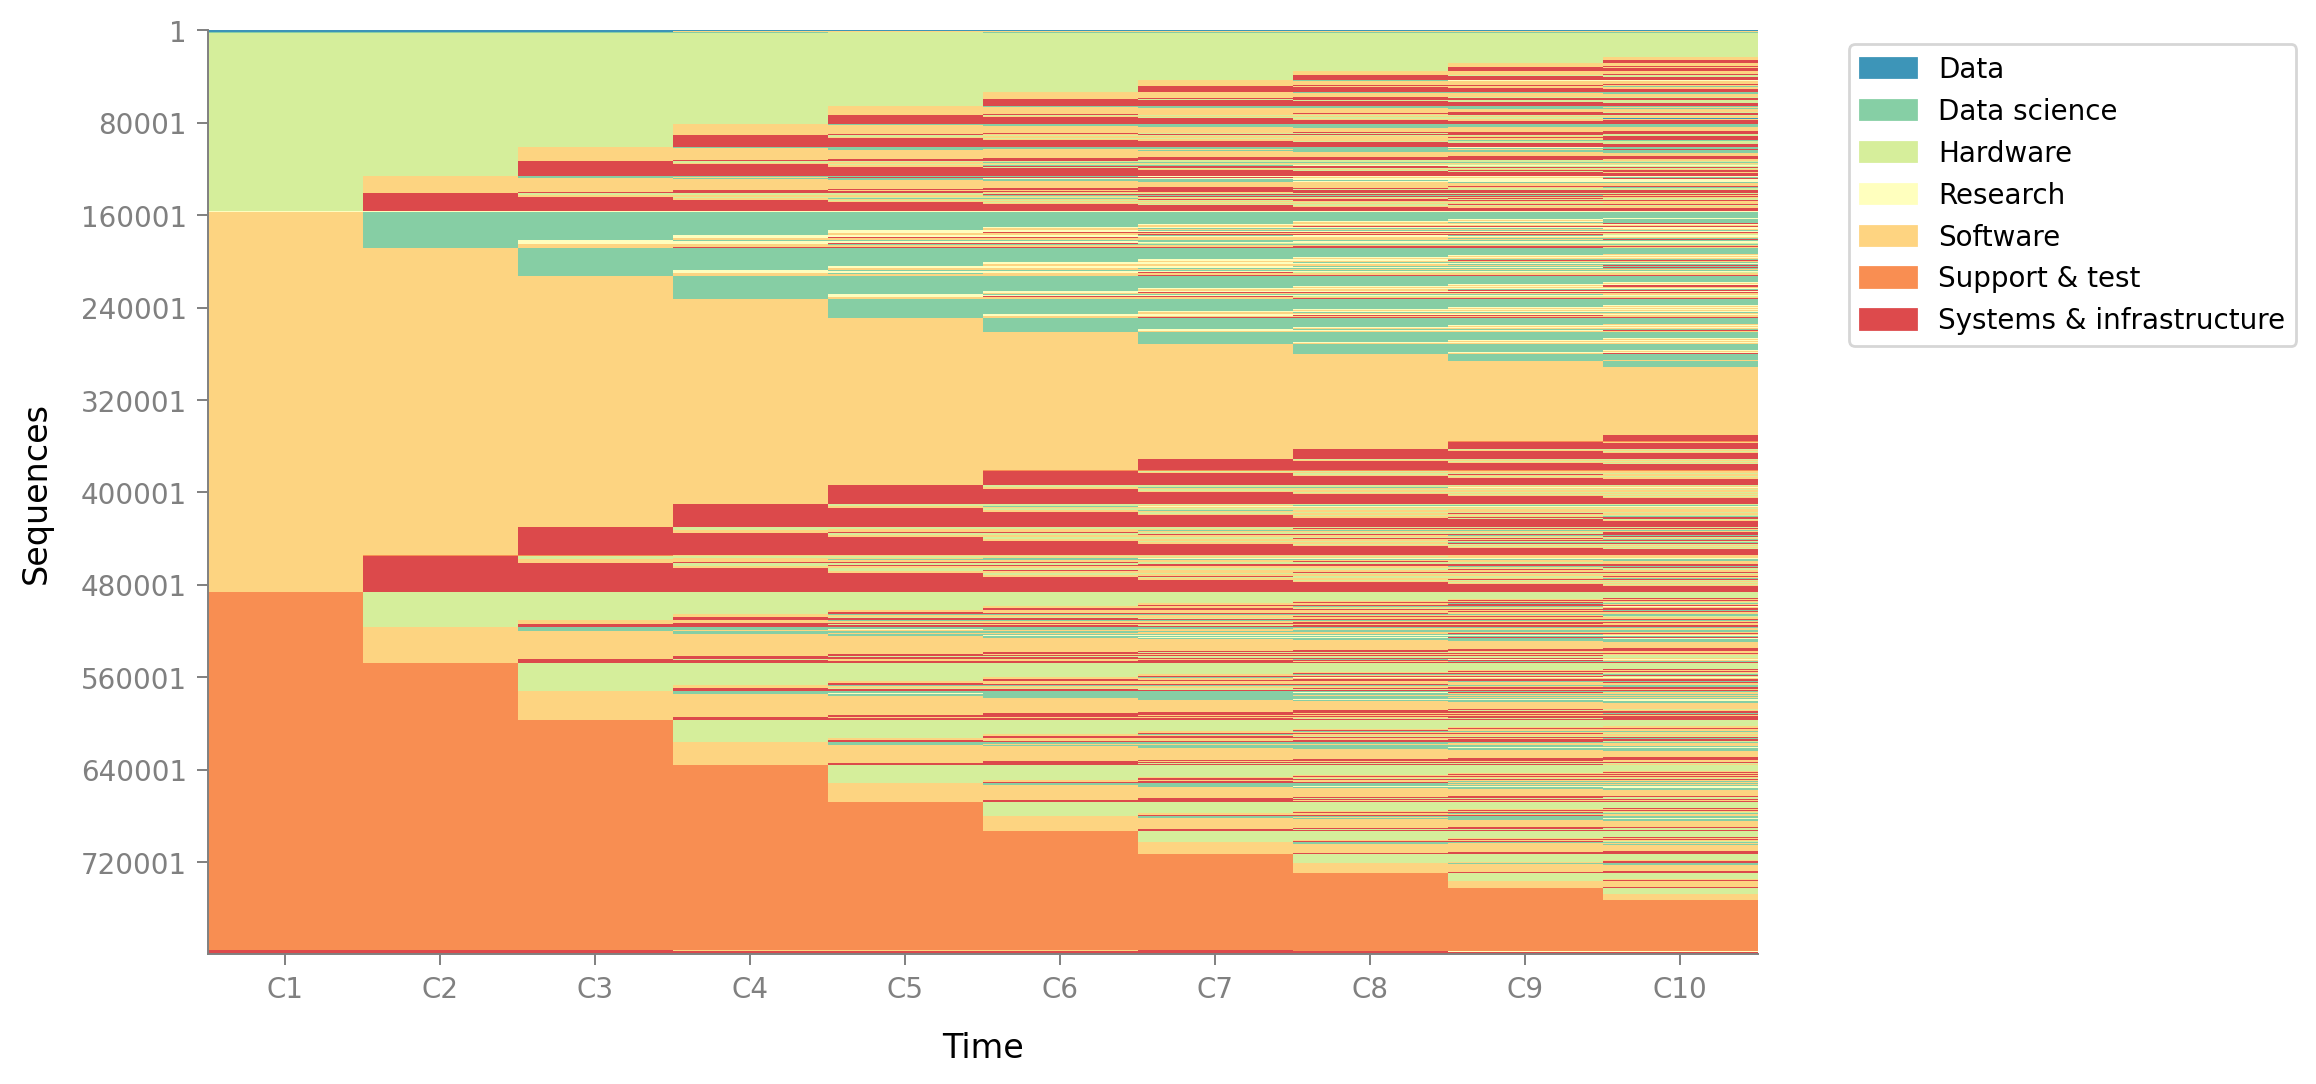 1
80001
160001
240001
320001
400001
480001
560001
640001
720001
Sequences
C1 C2 C3 C4 C5 C6 C7 C8 C9 C10
Time
Data
Data science
Hardware
Research
Software
Support & test
Systems & infrastructure